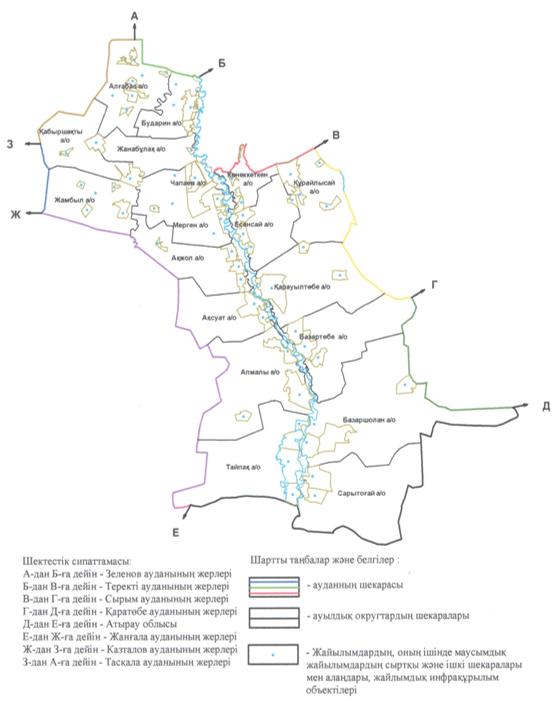 А
Б
Алғабас а/о
Бударин а/о
Қабыршақты
а/о
В
З
Жаңабұлақ а/о
Көнеккеткен
а/о
Чапаев а/о
Құрайлысай
а/о
Жамбыл а/о
Ж
Мерген а/о
Есенсай а/о
Ақжол а/о
Қарауылтөбе а/о
Г
Ақсуат а/о
Базартөбе а/о
Алмалы а/о
Д
Базаршолан а/о
Тайпақ а/о
Сарытоғай а/о
Е
Шектестік сипаттамасы:
А-дан Б-ға дейін - Зеленов ауданының жерлері
Б-дан В-ға дейін - Теректі ауданының жерлері
В-дан Г-ға дейін - Сырым ауданының жерлері
Г-дан Д-ға дейін - Қаратөбе ауданының жерлері
Д-дан Е-ға дейін - Атырау облысы
Е-дан Ж-ға дейін - Жаңғала ауданының жерлері
Ж-дан З-ға дейін - Казталов ауданының жерлері
З-дан А-ға дейін - Тасқала ауданының жерлері
Шартты таңбалар және белгілер :
- ауданның шекарасы
- ауылдық округтардың шекаралары
- Жайылымдардың, оның ішінде маусымдық
жайылымдардың сыртқы және ішкі шекаралары
мен алаңдары, жайлымдық инфрақұрылым
объектілері